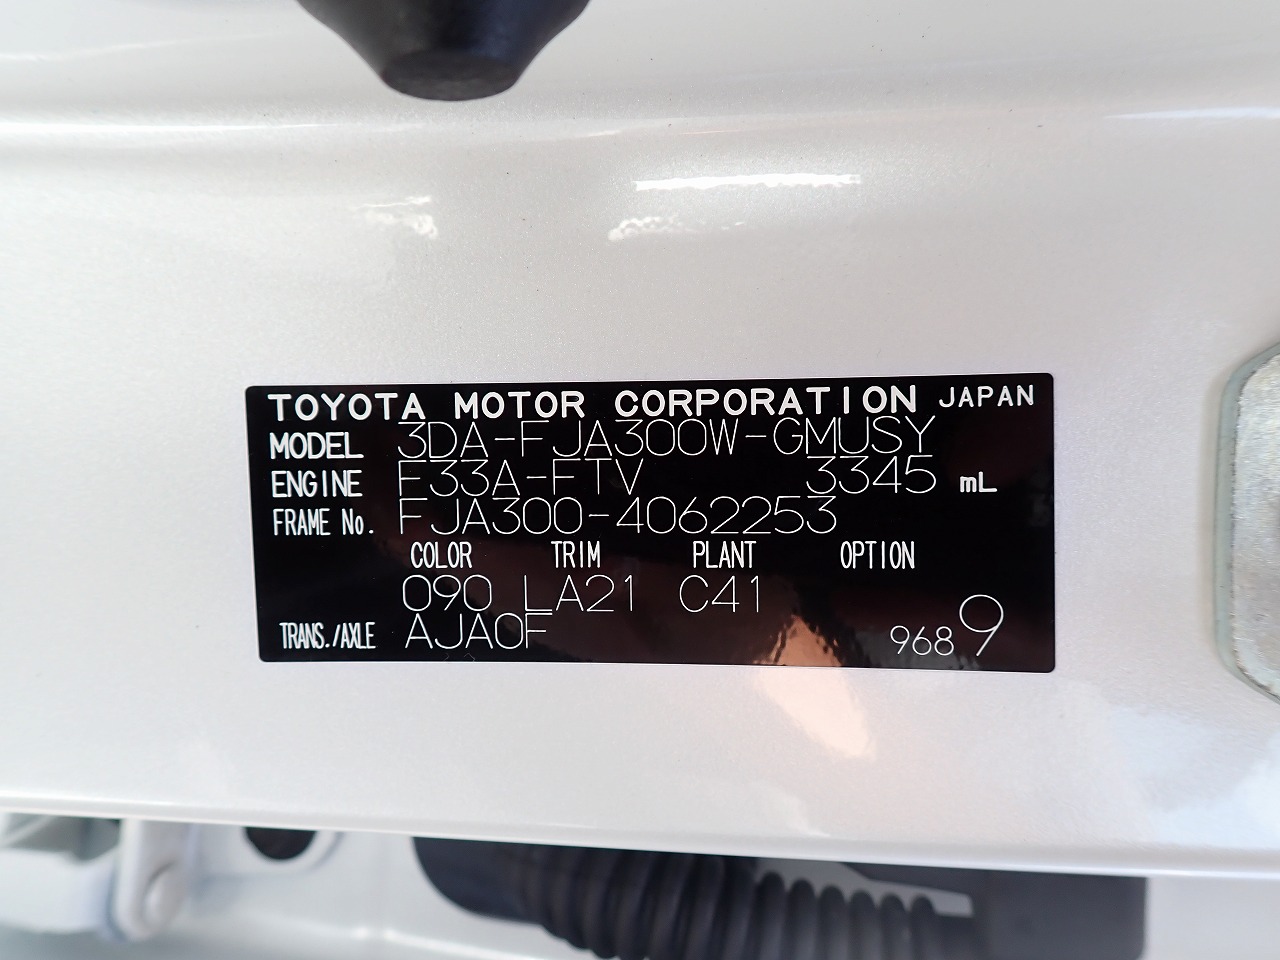 TOYOTA MOTOR CORPORATION JAPAN
MODEL 3DA-FJA300W-GMUSY
ENGINE F33A-FTV 3345 mL
FRAME No. FJA300-4062253
COLOR TRIM PLANT OPTION
090 LA21 C41
TRANS./AXLE AJA0F 9689